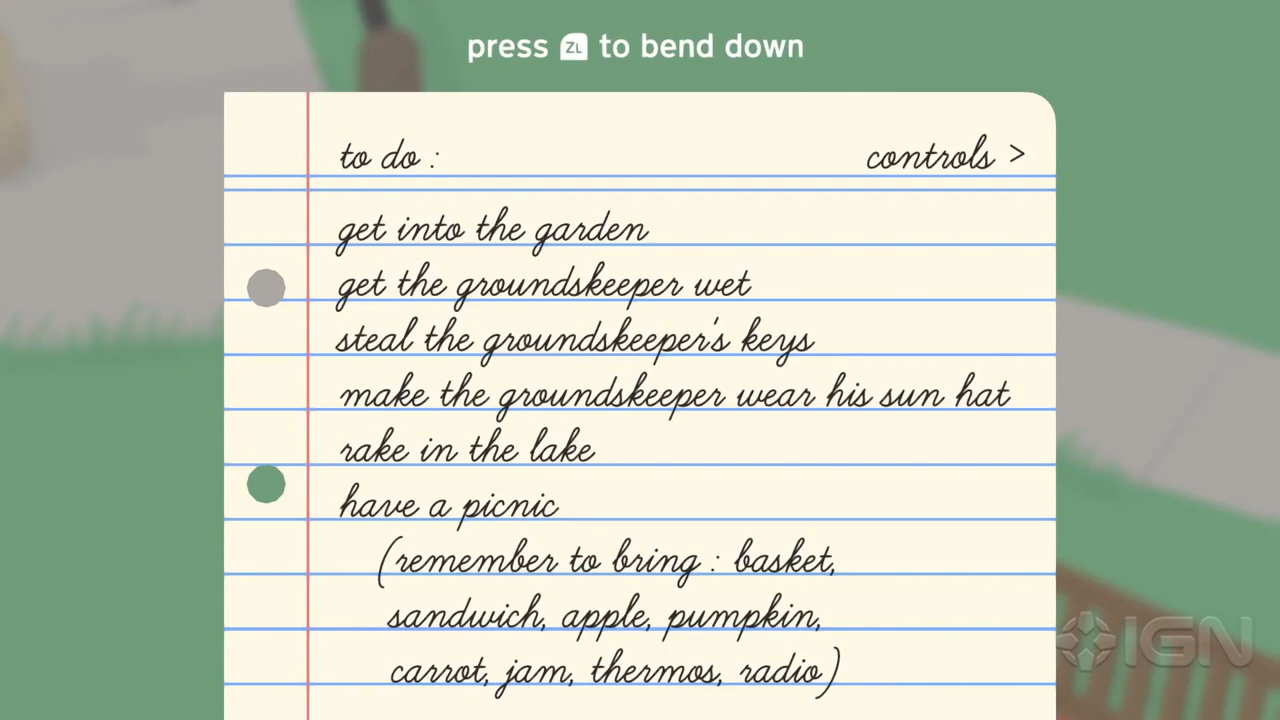 press ZL to bend down
to do :
controls >
get into the garden
get the groundskeeper wet
steal the groundskeeper's keys
make the groundskeeper wear his sun hat
rake in the lake
have a picnic
(remember to bring : basket,
sandwich, apple, pumpkin,
carrot, jam, thermos, radio)
IGN